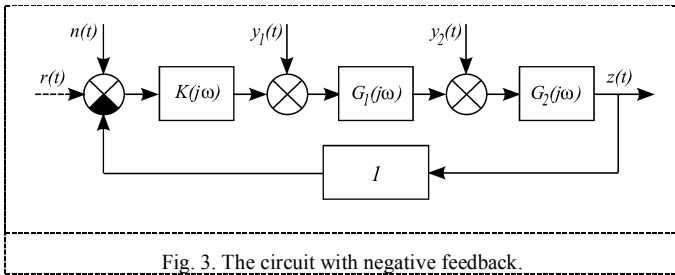 n(t) y1(t) y2(t)
r(t) K(jω) G1(jω) G2(jω) z(t)
1
Fig. 3. The circuit with negative feedback.